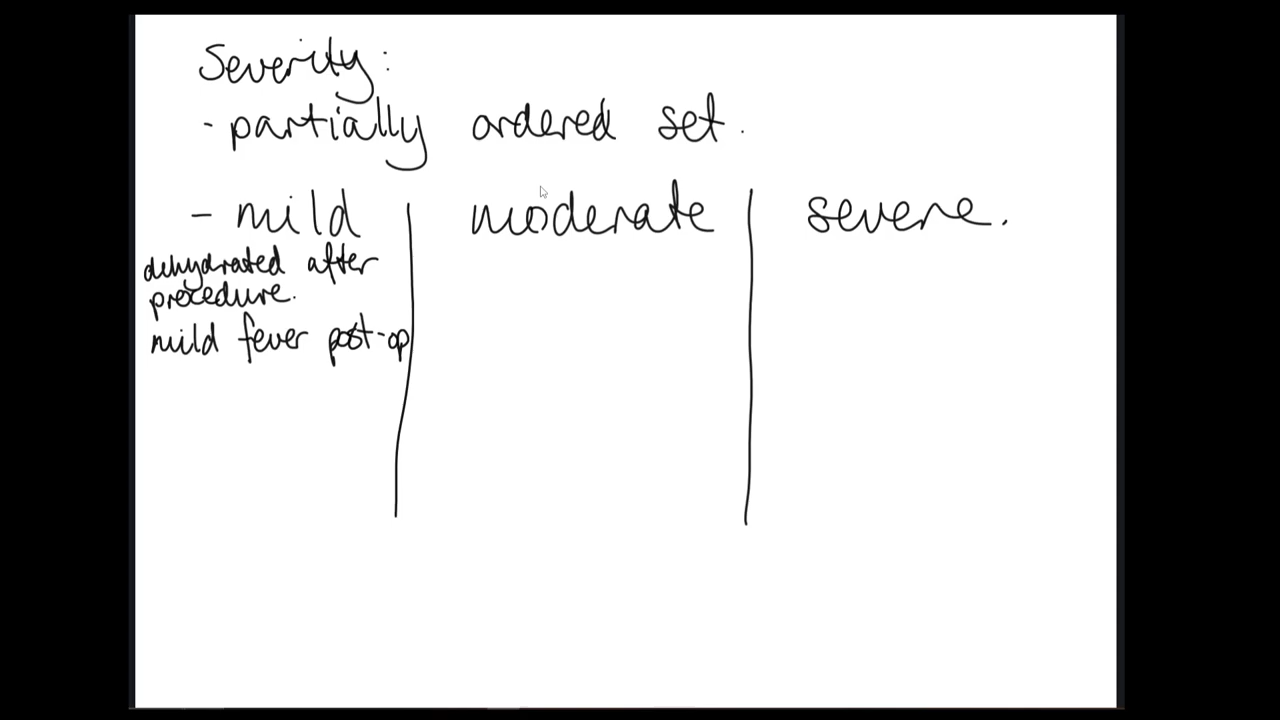 Severity:
- partially ordered set.
- mild | moderate | severe.
dehydrated after
procedure.
mild fever post-op